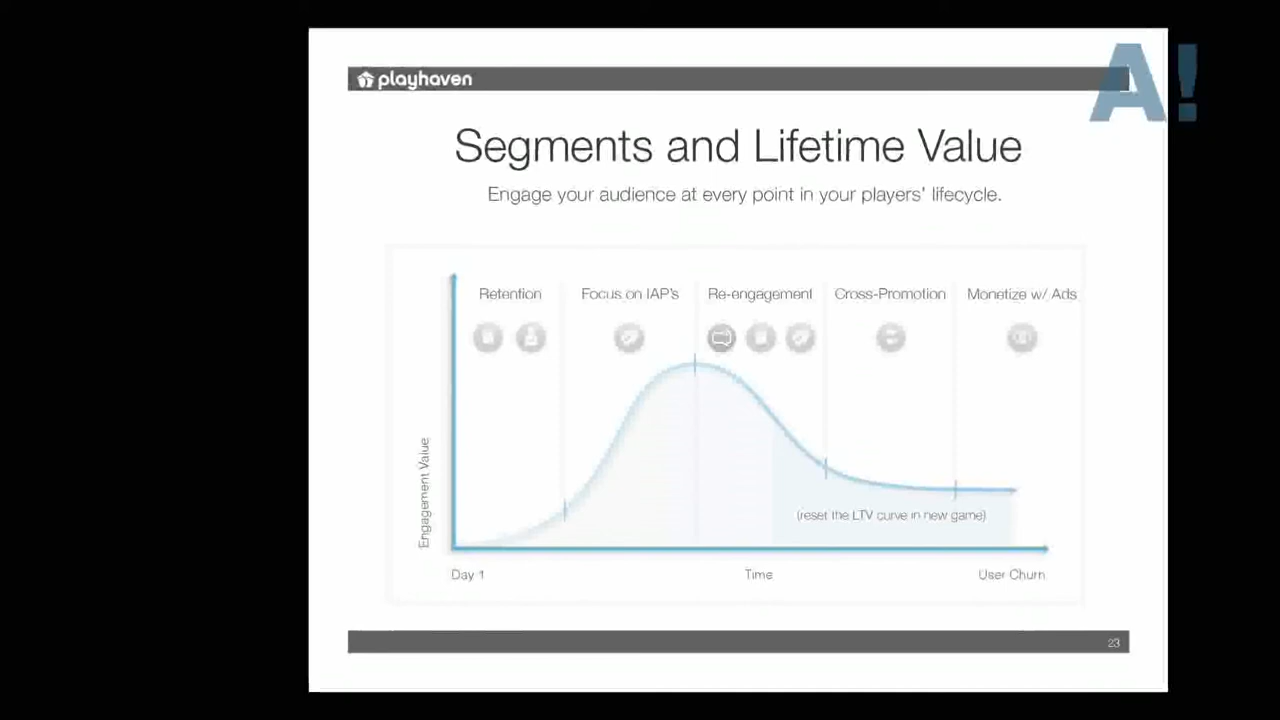 playhaven
A!
Segments and Lifetime Value
Engage your audience at every point in your players' lifecycle.
Retention
Focus on IAP's
Re-engagement
Cross-Promotion
Monetize w/ Ads
Engagement Value
(reset the LTV curve in new game)
Day 1
Time
User Churn
23